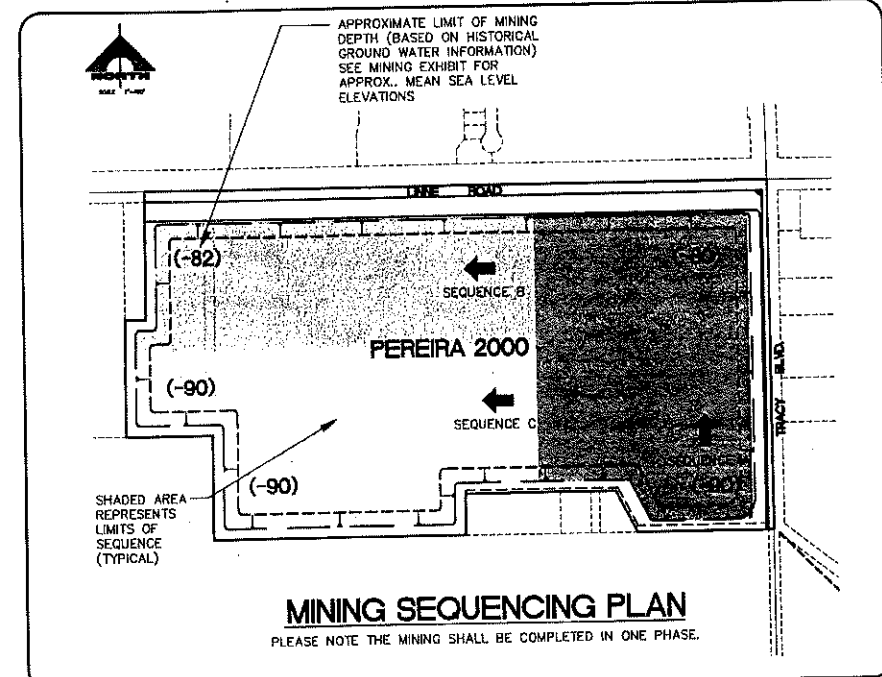 APPROXIMATE LIMIT OF MINING
DEPTH (BASED ON HISTORICAL
GROUND WATER INFORMATION)
SEE MINING EXHIBIT FOR
APPROX.. MEAN SEA LEVEL
ELEVATIONS
NORTH
LINNE ROAD
(-82)
SEQUENCE B
PEREIRA 2000
(-90)
SEQUENCE C
TRACY BLVD.
(-90)
SHADED AREA
REPRESENTS
LIMITS OF
SEQUENCE
(TYPICAL)
MINING SEQUENCING PLAN
PLEASE NOTE THE MINING SHALL BE COMPLETED IN ONE PHASE.